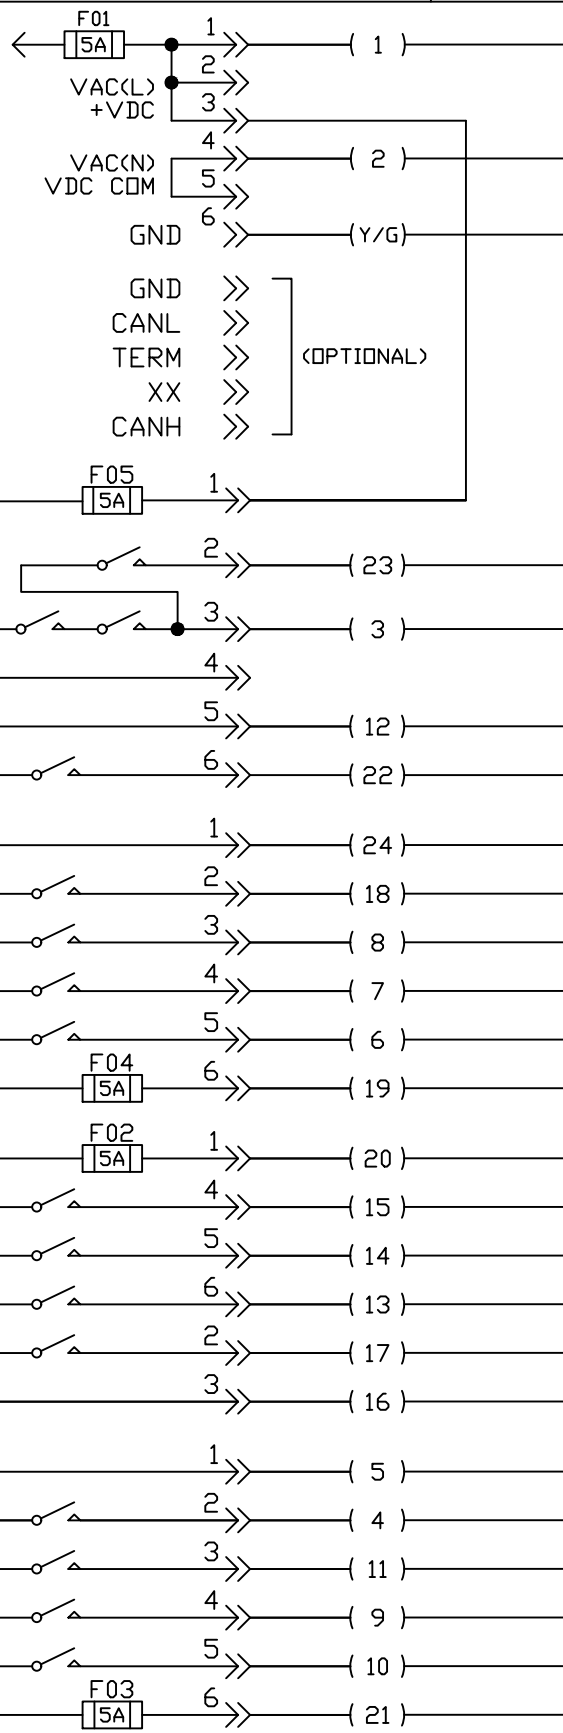 F01
5A 1 ( 1 )
2
VAC(L)
+VDC 3
4
VAC(N) ( 2 )
VDC COM 5
6
GND (Y/G)
GND
CANL
TERM (OPTIONAL)
XX
CANH
F05
5A 1
2 (23)
3 ( 3 )
4
5 (12)
6 (22)
1 (24)
2 (18)
3 ( 8 )
4 ( 7 )
5 ( 6 )
F04
5A 6 (19)
F02
5A 1 (20)
4 (15)
5 (14)
6 (13)
2 (17)
3 (16)
1 ( 5 )
2 ( 4 )
3 (11)
4 ( 9 )
5 (10)
F03
5A 6 (21)